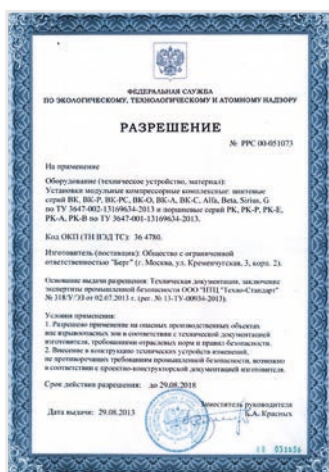 ФЕДЕРАЛЬНАЯ СЛУЖБА
ПО ЭКОЛОГИЧЕСКОМУ, ТЕХНОЛОГИЧЕСКОМУ И АТОМНОМУ НАДЗОРУ
РАЗРЕШЕНИЕ
№ РРС 00-051073
На применение
Оборудование (техническое устройство, материал):
Установки модульные компрессорные комплексные: винтовые
серий ВК, ВК-Р, ВК-РС, ВК-О, ВК-А, ВК-С, Alfa, Beta, Sirius, G
по ТУ 3647-002-13169634-2013 и поршневые серий РК, РК-Р, РК-Е,
РК-А, РК-В по ТУ 3647-001-13169634-2013.
Код ОКП (ТН ВЭД ТС): 36 4780.
Изготовитель (поставщик): Общество с ограниченной
ответственностью "Берг" (г. Москва, ул. Кременчугская, 3, корп. 2).
Основание выдачи разрешения: Техническая документация, заключение
экспертизы промышленной безопасности ООО "НТЦ "Техно-Стандарт"
№ 318/У/ЭЗ от 02.07.2013 г. (рег. № 13-ТУ-00934-2013).
Условия применения:
1. Разрешено применение на опасных производственных объектах
вне взрывоопасных зон в соответствии с технической документацией
изготовителя, требованиями отраслевых норм и правил безопасности.
2. Внесение в конструкцию технических устройств изменений,
не противоречащих требованиям промышленной безопасности, возможно
в соответствии с проектно-конструкторской документацией изготовителя.
Срок действия разрешения: до 29.08.2018
Заместитель руководителя
Дата выдачи: 29.08.2013
Б.А. Красных